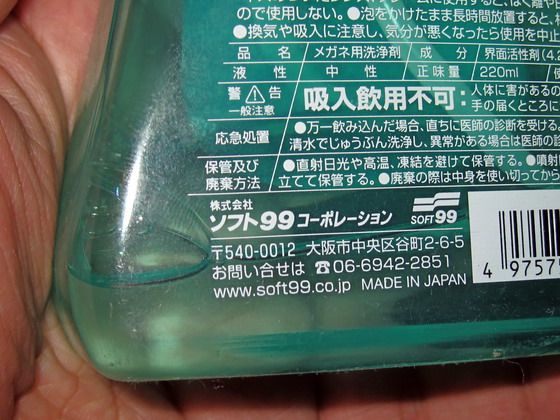 ので使用しない。●泡をかけたまま長時間放置すると、
●換気や吸入に注意し、気分が悪くなったら使用を中止
品 名 メガネ用洗浄剤 成 分 界面活性剤(4.2
液 性 中 性 正味量 220ml
警 告 一般注意 吸入飲用不可: 人体に害があるの
手の届くところに
応急処置 ●万一飲み込んだ場合、直ちに医師の診断を受ける。
清水でじゅうぶん洗浄し、異常がある場合は医師の
保管及び廃棄方法 ●直射日光や高温、凍結を避けて保管する。●噴射
立てて保管する。●廃棄の際は中身を使い切ってから
株式会社
ソフト99コーポレーション SOFT99
〒540-0012 大阪市中央区谷町2-6-5
お問い合せは ☎06-6942-2851
www.soft99.co.jp MADE IN JAPAN
4 9757